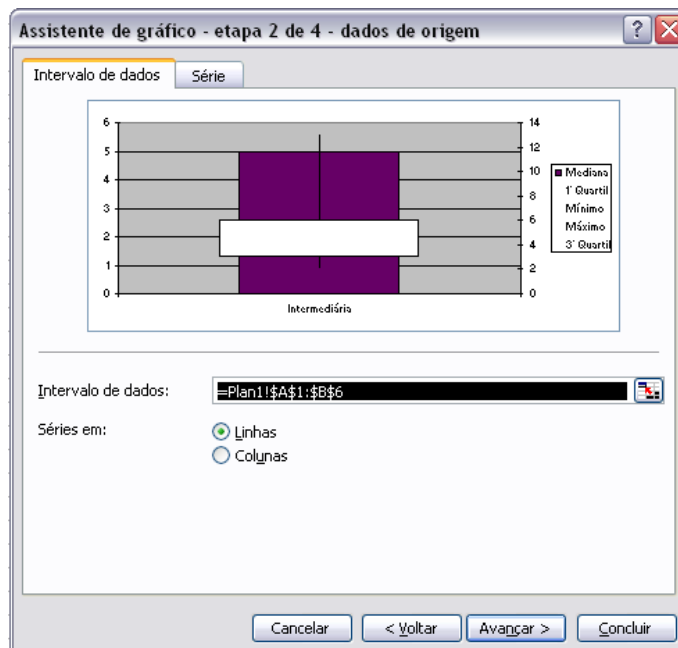 Assistente de gráfico - etapa 2 de 4 - dados de origem
Intervalo de dados Série
6 14
5 12
4 10
3 8
2 6
1 4
0 2
0
Mediana
1º Quartil
Mínimo
Máximo
3º Quartil
Intermediária
Intervalo de dados: =Plan1!$A$1:$B$6
Séries em: Linhas
Colunas
Cancelar < Voltar Avançar > Concluir